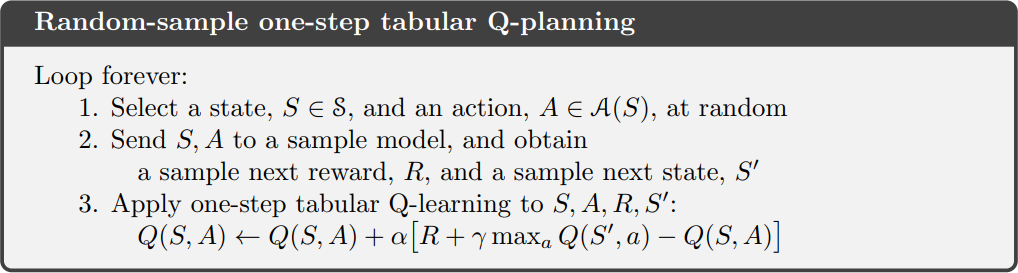 Random-sample one-step tabular Q-planning
Loop forever:
1. Select a state, S ∈ 𝒮, and an action, A ∈ 𝒜(S), at random
2. Send S, A to a sample model, and obtain
a sample next reward, R, and a sample next state, S′
3. Apply one-step tabular Q-learning to S, A, R, S′:
Q(S, A) ← Q(S, A) + α[R + γ maxₐ Q(S′, a) − Q(S, A)]